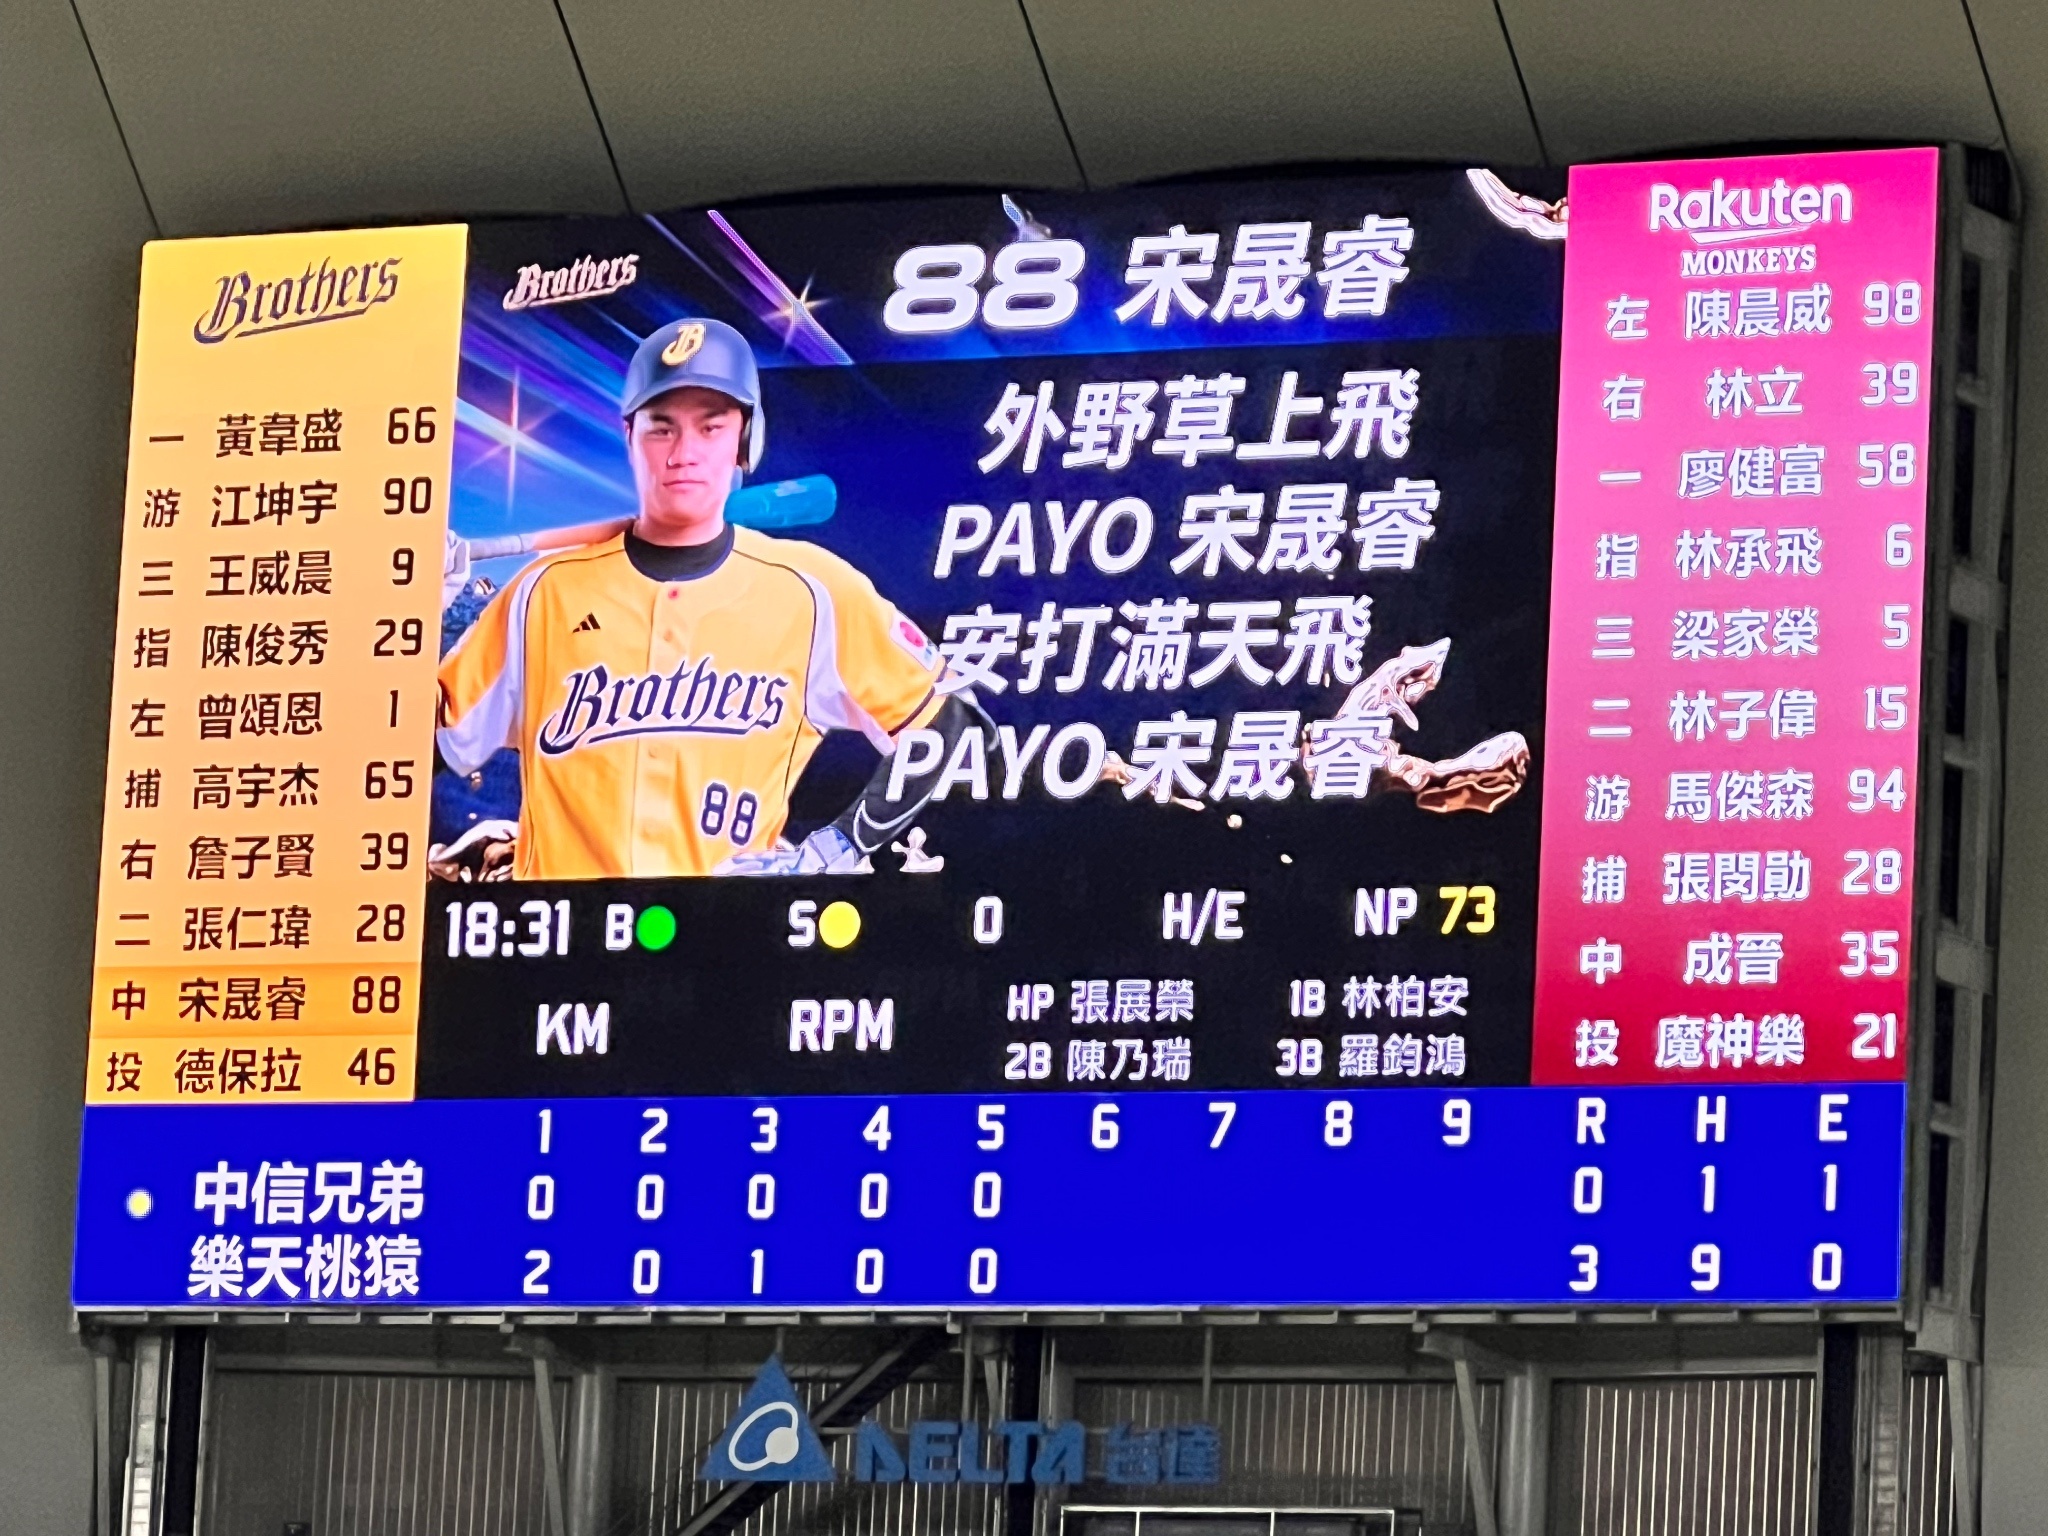 Brothers
一 黃韋盛 66
游 江坤宇 90
三 王威晨 9
指 陳俊秀 29
左 曾頌恩 1
捕 高宇杰 65
右 詹子賢 39
二 張仁瑋 28
中 宋晟睿 88
投 德保拉 46
Brothers
88 宋晟睿
外野草上飛
PAYO 宋晟睿
安打滿天飛
PAYO 宋晟睿
B
Brothers
88
18:31 B S O H/E NP 73
KM RPM
HP 張展榮 1B 林柏安
2B 陳乃瑞 3B 羅鈞鴻
Rakuten
MONKEYS
左 陳晨威 98
右 林立 39
一 廖健富 58
指 林承飛 6
三 梁家榮 5
二 林子偉 15
游 馬傑森 94
捕 張閔勛 28
中 成晉 35
投 魔神樂 21
1 2 3 4 5 6 7 8 9 R H E
中信兄弟 0 0 0 0 0 0 1 1
樂天桃猿 2 0 1 0 0 3 9 0
DELTA 台達